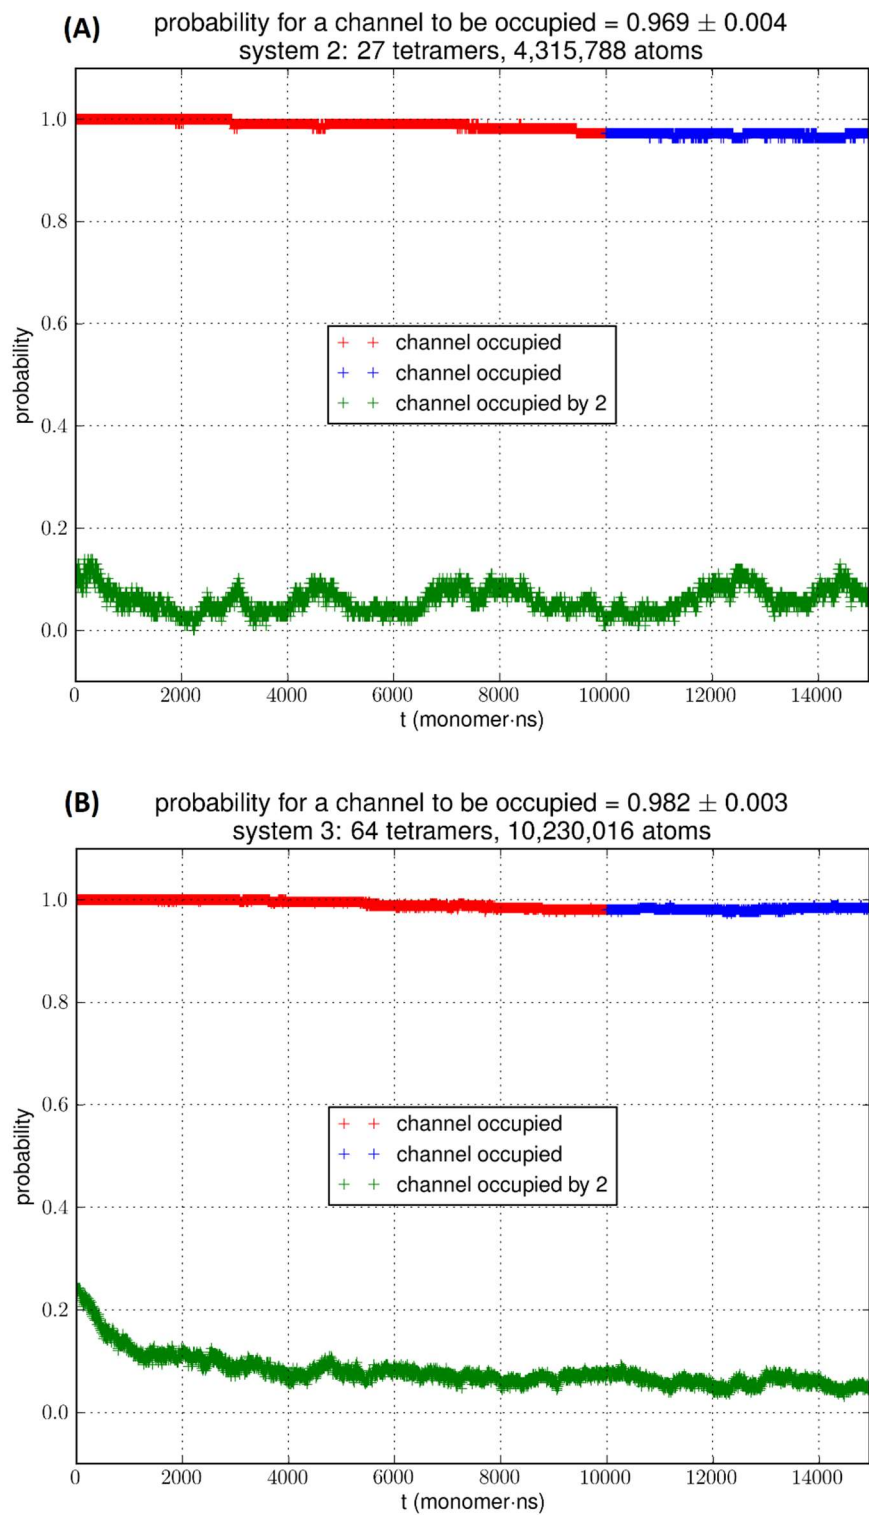 (A) probability for a channel to be occupied = 0.969 ± 0.004
system 2: 27 tetramers, 4,315,788 atoms
1.0
0.8
0.6
0.4
0.2
0.0
probability
channel occupied
channel occupied
channel occupied by 2
0 2000 4000 6000 8000 10000 12000 14000
t (monomer·ns)
(B) probability for a channel to be occupied = 0.982 ± 0.003
system 3: 64 tetramers, 10,230,016 atoms
1.0
0.8
0.6
0.4
0.2
0.0
probability
channel occupied
channel occupied
channel occupied by 2
0 2000 4000 6000 8000 10000 12000 14000
t (monomer·ns)